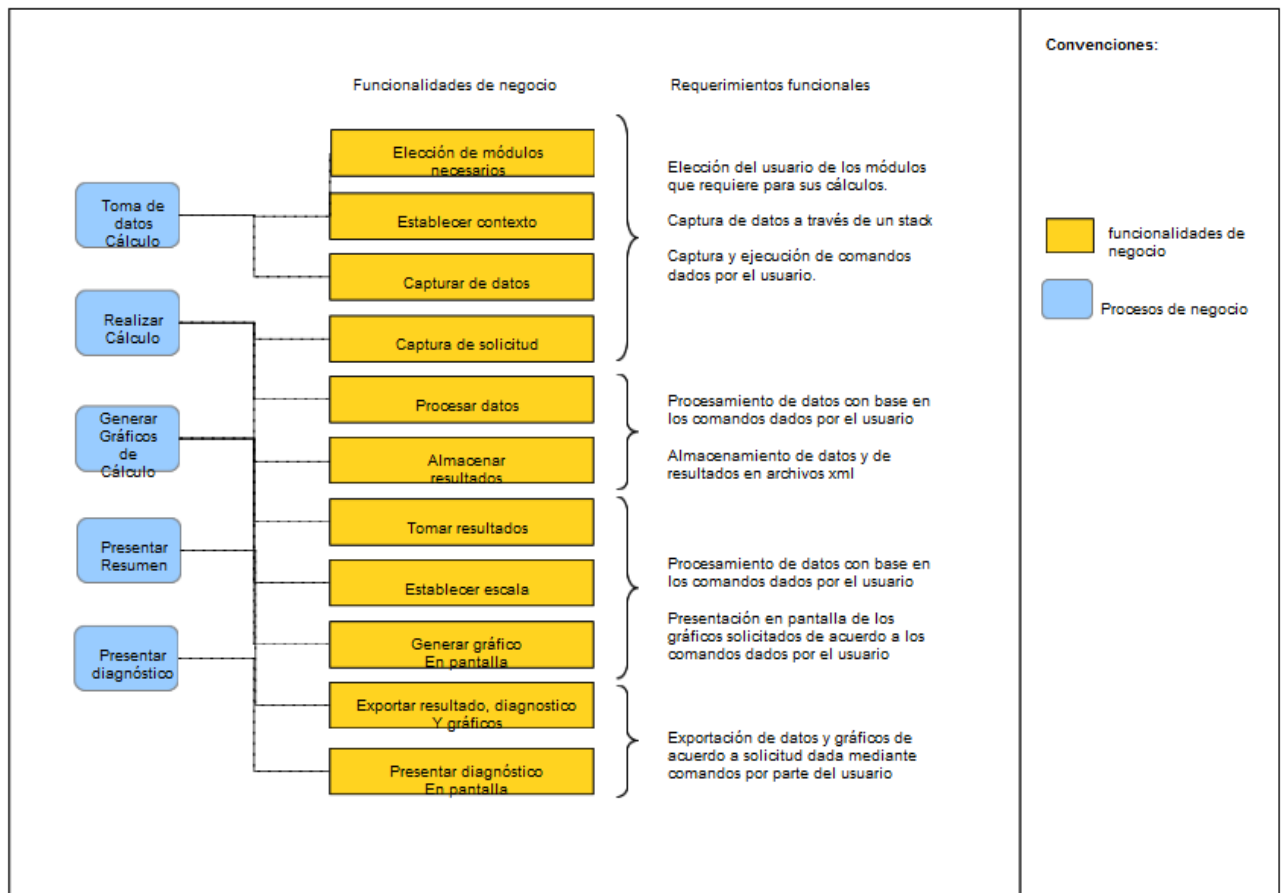 Convenciones:
Funcionalidades de negocio
Requerimientos funcionales
Toma de
datos
Cálculo
Realizar
Cálculo
Generar
Gráficos
de
Cálculo
Presentar
Resumen
Presentar
diagnóstico
Elección de módulos
necesarios
Establecer contexto
Capturar de datos
Captura de solicitud
Procesar datos
Almacenar
resultados
Tomar resultados
Establecer escala
Generar gráfico
En pantalla
Exportar resultado, diagnostico
Y gráficos
Presentar diagnóstico
En pantalla
Elección del usuario de los módulos
que requiere para sus cálculos.
Captura de datos a través de un stack
Captura y ejecución de comandos
dados por el usuario.
Procesamiento de datos con base en
los comandos dados por el usuario
Almacenamiento de datos y de
resultados en archivos xml
Procesamiento de datos con base en
los comandos dados por el usuario
Presentación en pantalla de los
gráficos solicitados de acuerdo a los
comandos dados por el usuario
Exportación de datos y gráficos de
acuerdo a solicitud dada mediante
comandos por parte del usuario
funcionalidades de
negocio
Procesos de negocio